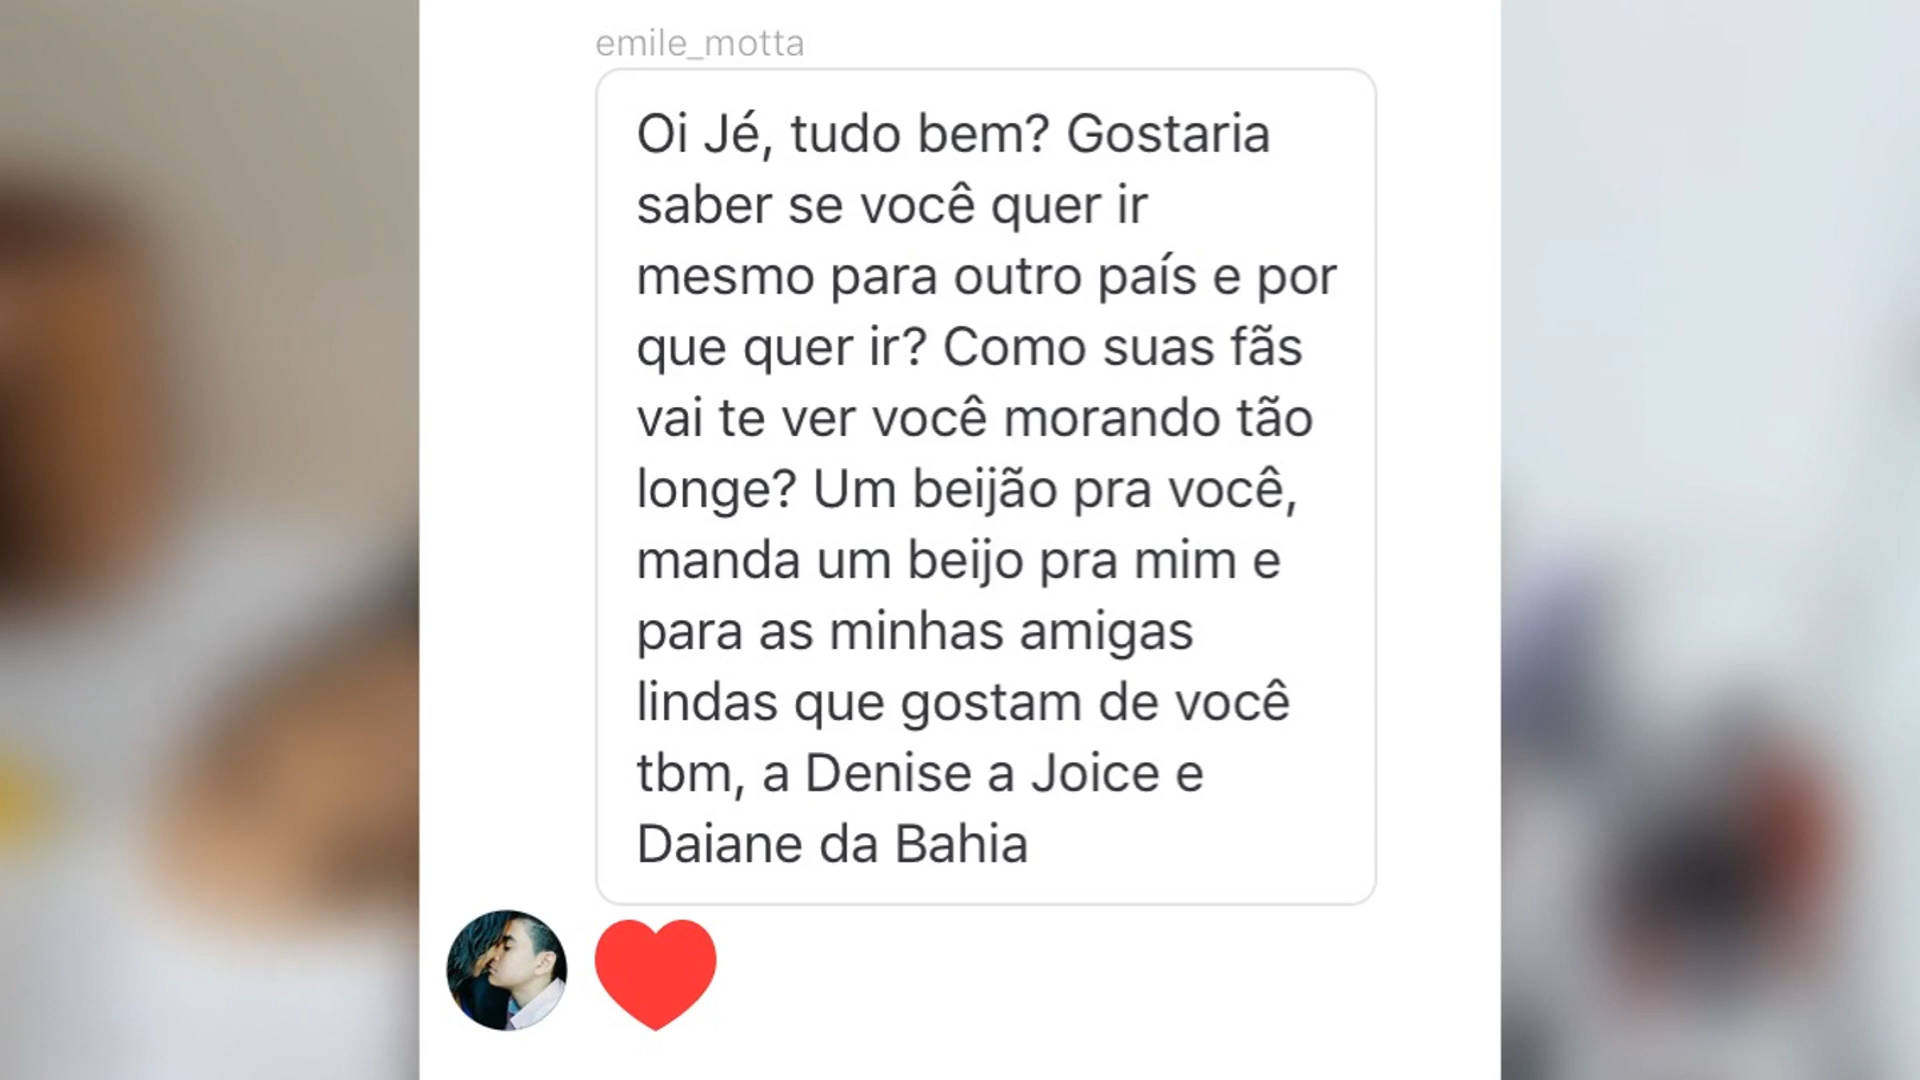 emile_motta
Oi Jé, tudo bem? Gostaria
saber se você quer ir
mesmo para outro país e por
que quer ir? Como suas fãs
vai te ver você morando tão
longe? Um beijão pra você,
manda um beijo pra mim e
para as minhas amigas
lindas que gostam de você
tbm, a Denise a Joice e
Daiane da Bahia